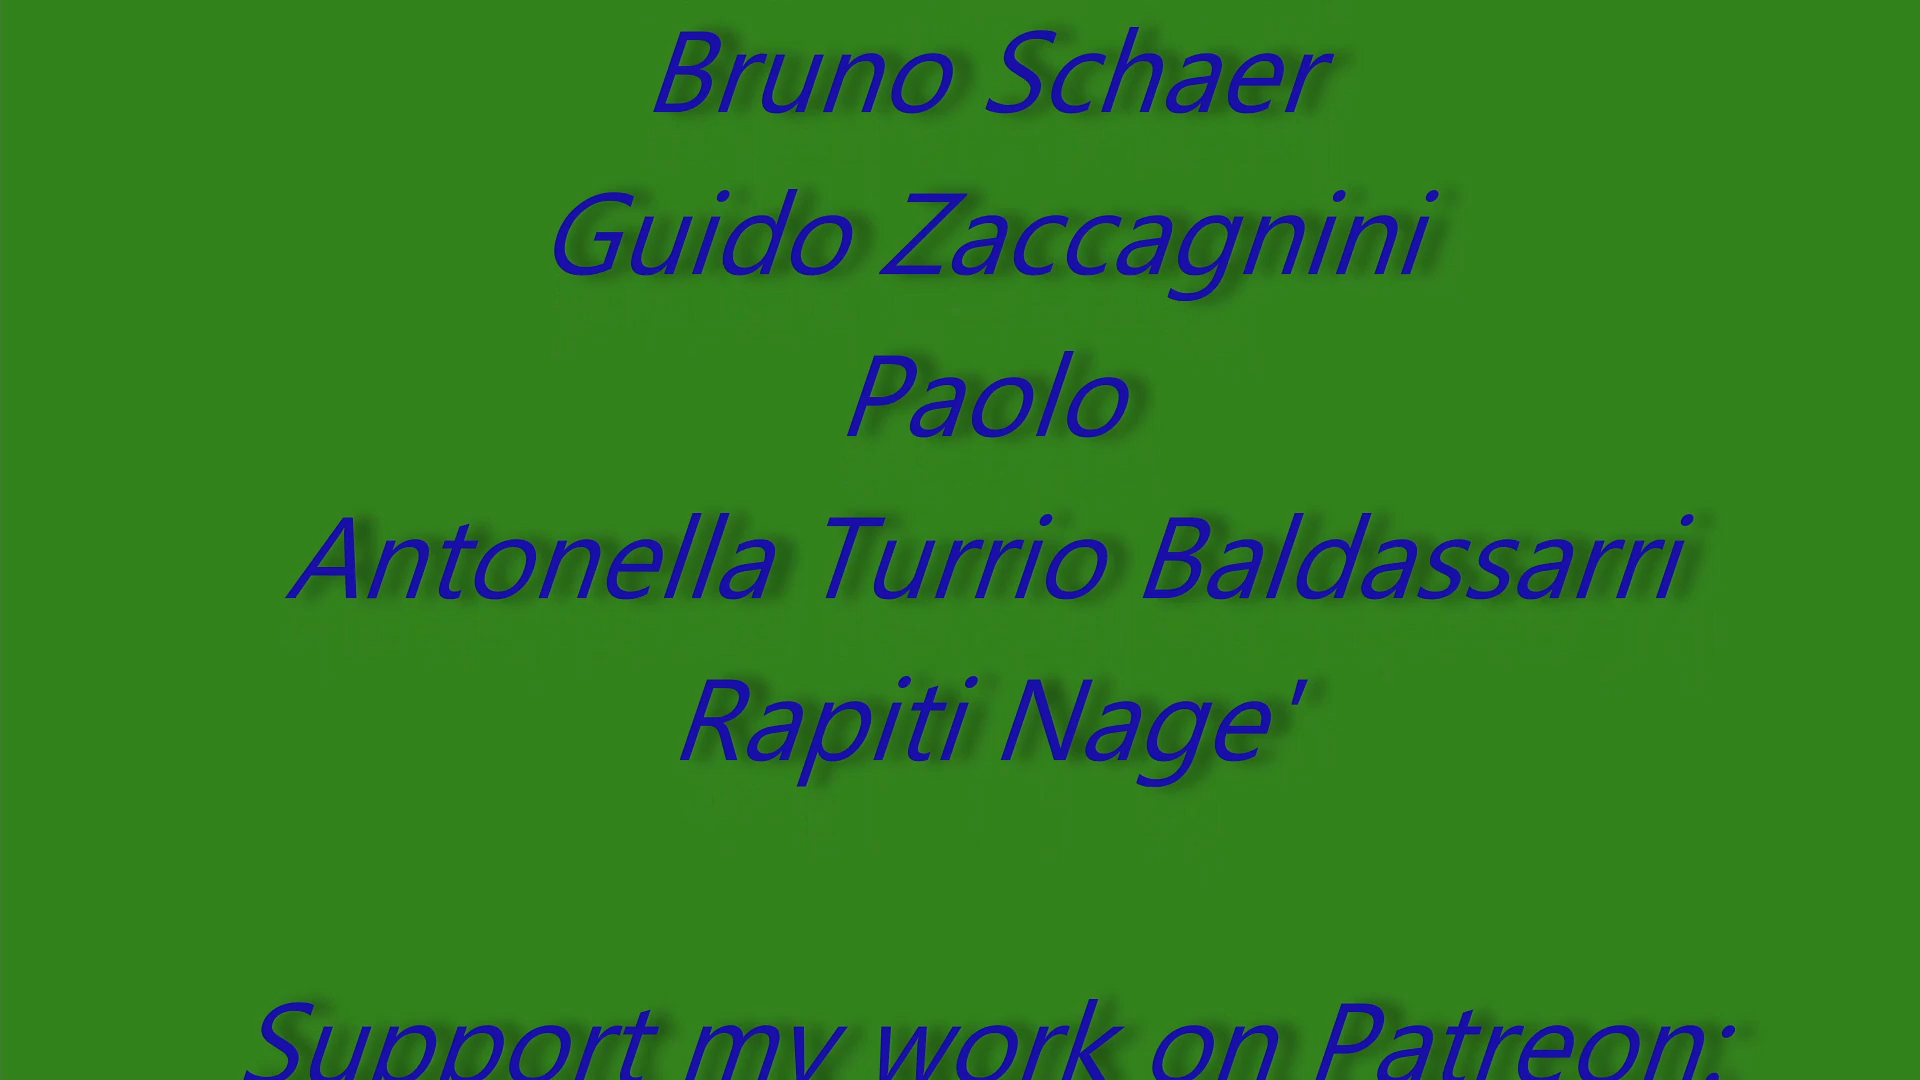 Bruno Schaer
Guido Zaccagnini
Paolo
Antonella Turrio Baldassarri
Rapiti Nage'
Support my work on Patreon: